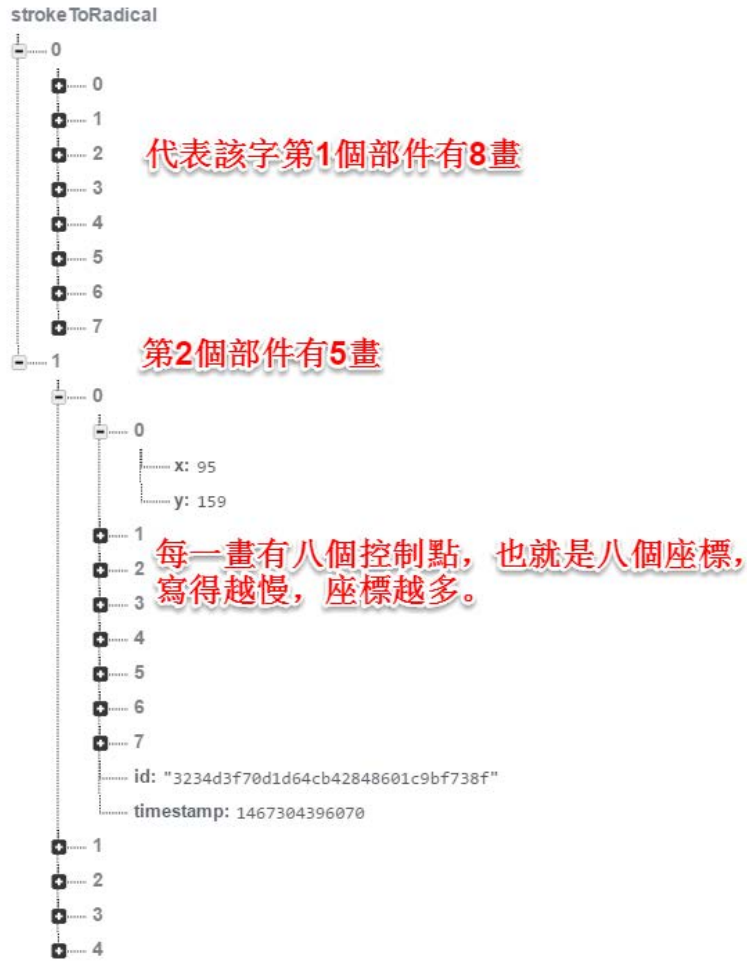 strokeToRadical
0
0
1
代表該字第1個部件有8畫
2
3
4
5
6
7
第2個部件有5畫
1
0
0
x: 95
y: 159
1
每一畫有八個控制點，也就是八個座標，
2
寫得越慢，座標越多。
3
4
5
6
7
id: "3234d3f70d1d64cb42848601c9bf738f"
timestamp: 1467304396070
1
2
3
4